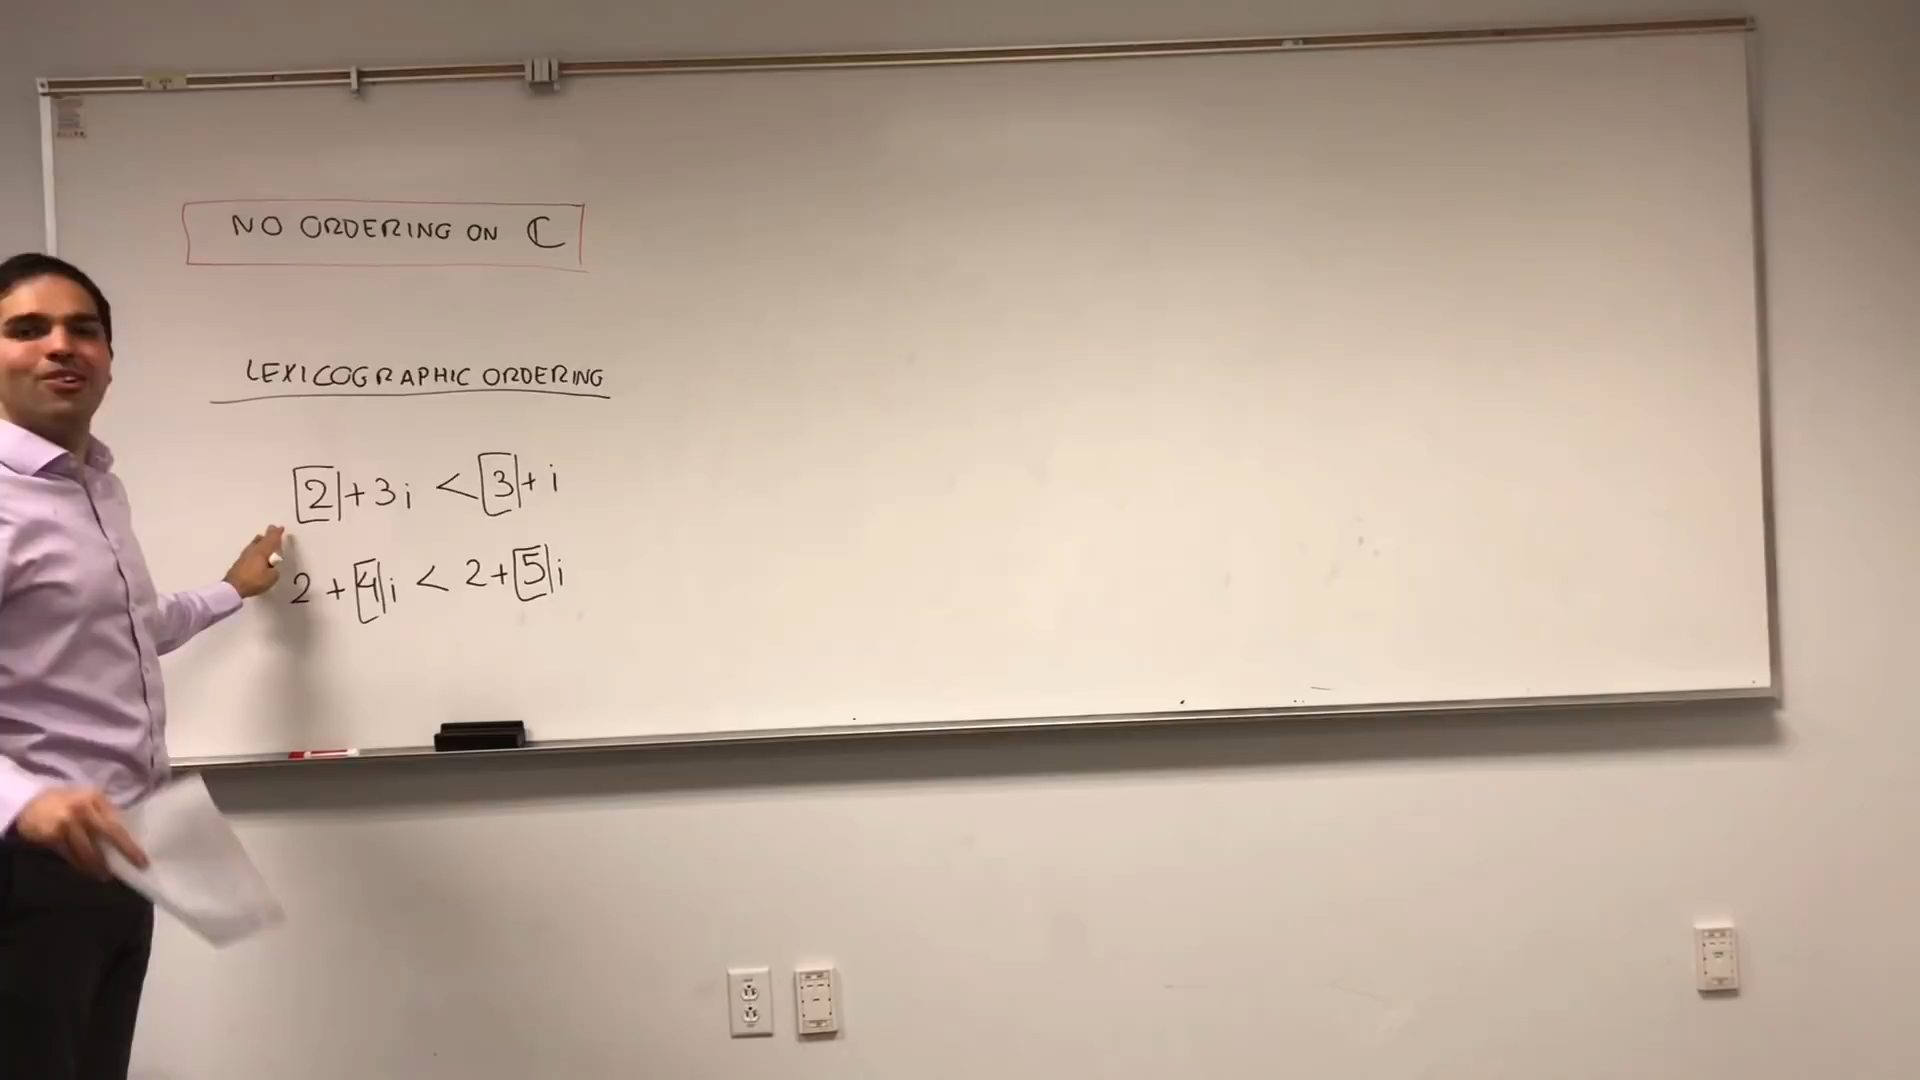 NO ORDERING ON ℂ
LEXICOGRAPHIC ORDERING
2 + 3i < 3 + i
2 + 4i < 2 + 5i